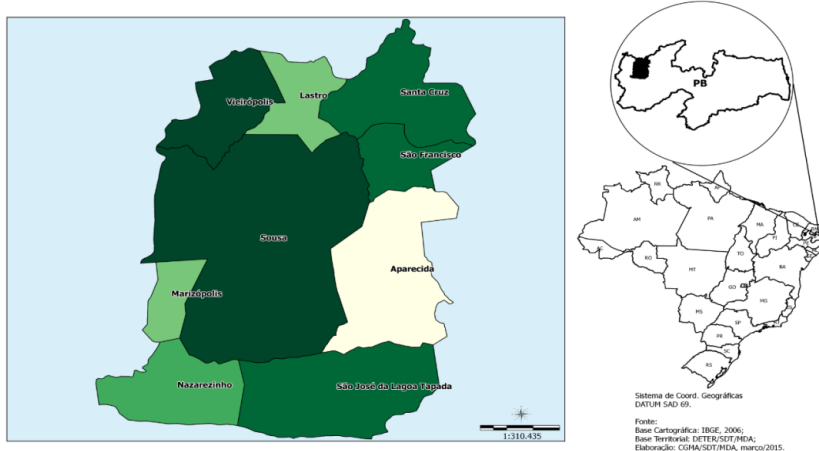 Vieirópolis
Lastro
Santa Cruz
São Francisco
Sousa
Aparecida
Marizópolis
Nazarezinho
São José da Lagoa Tapada
1:310.435
PB
RR
AP
AM
PA
MA
CE
PI
AC
RO
TO
MT
BA
GO
DF
MG
MS
SP
PR
SC
RS
Sistema de Coord. Geográficas
DATUM SAD 69.
Fonte:
Base Cartográfica: IBGE, 2006;
Base Territorial: DETER/SDT/MDA;
Elaboração: CGMA/SDT/MDA, março/2015.